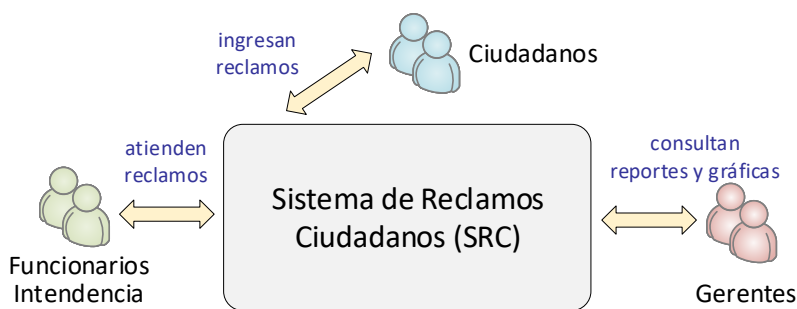 ingresan
reclamos
Ciudadanos
atienden
reclamos
consultan
reportes y gráficas
Sistema de Reclamos
Ciudadanos (SRC)
Funcionarios
Intendencia
Gerentes